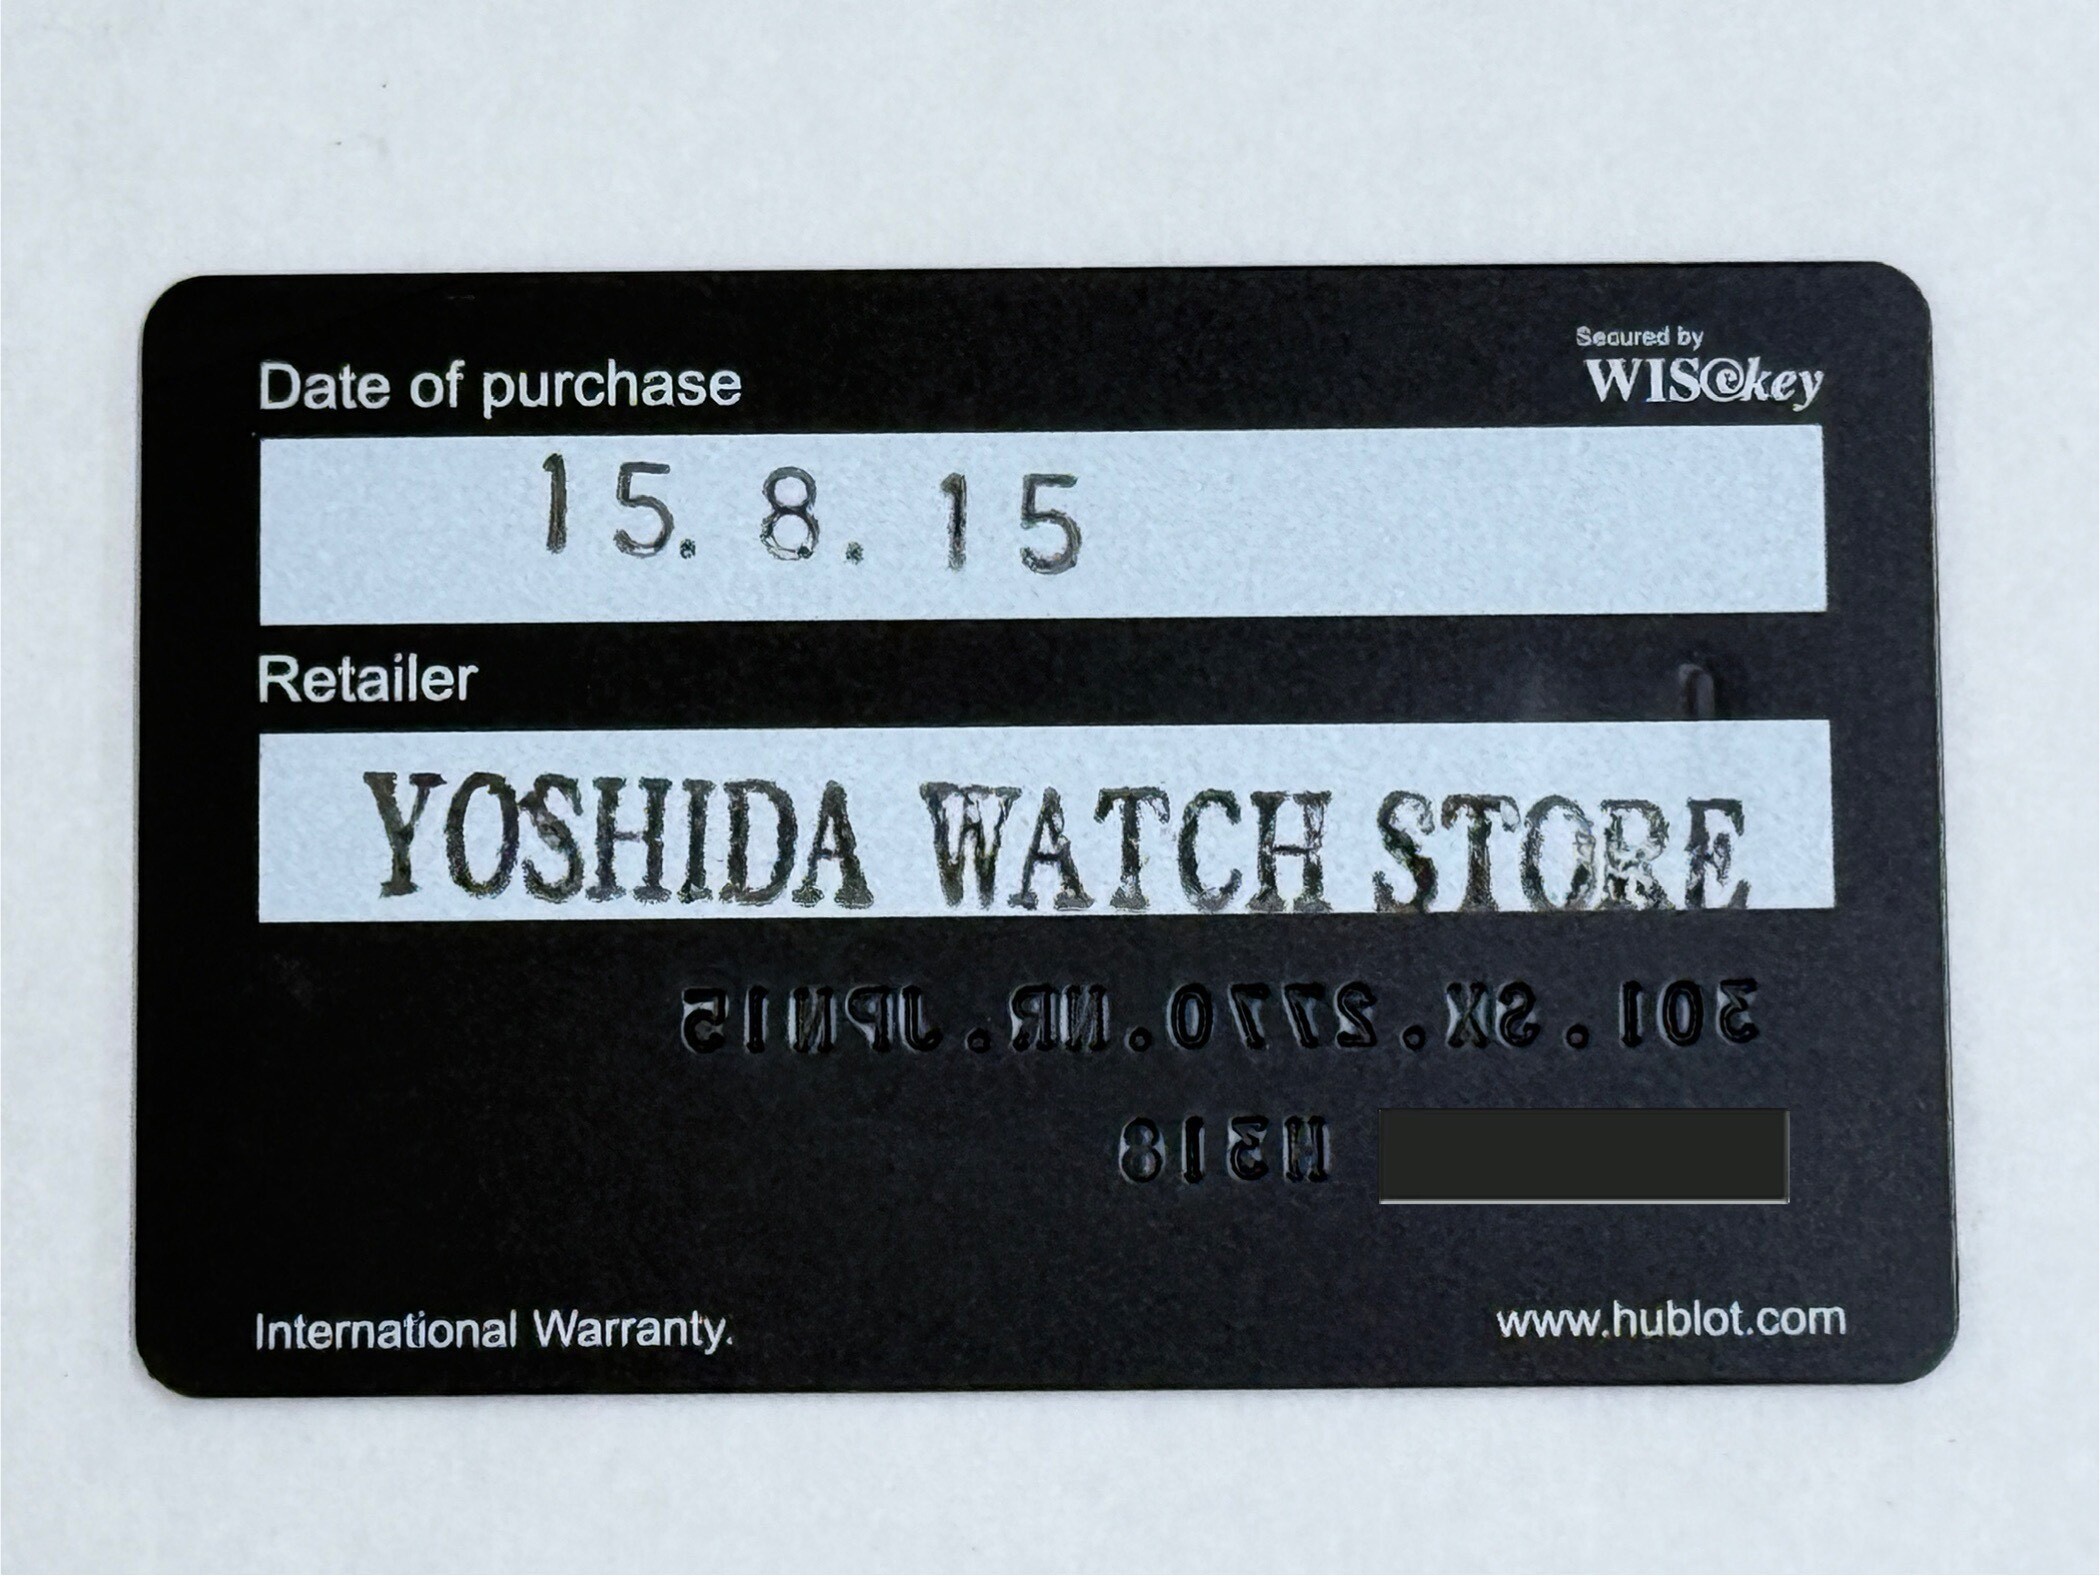 Secured by
WISekey
Date of purchase
15. 8. 15
Retailer
YOSHIDA WATCH STORE
301.SX.2770.NR.JPN15
H318
International Warranty.
www.hublot.com